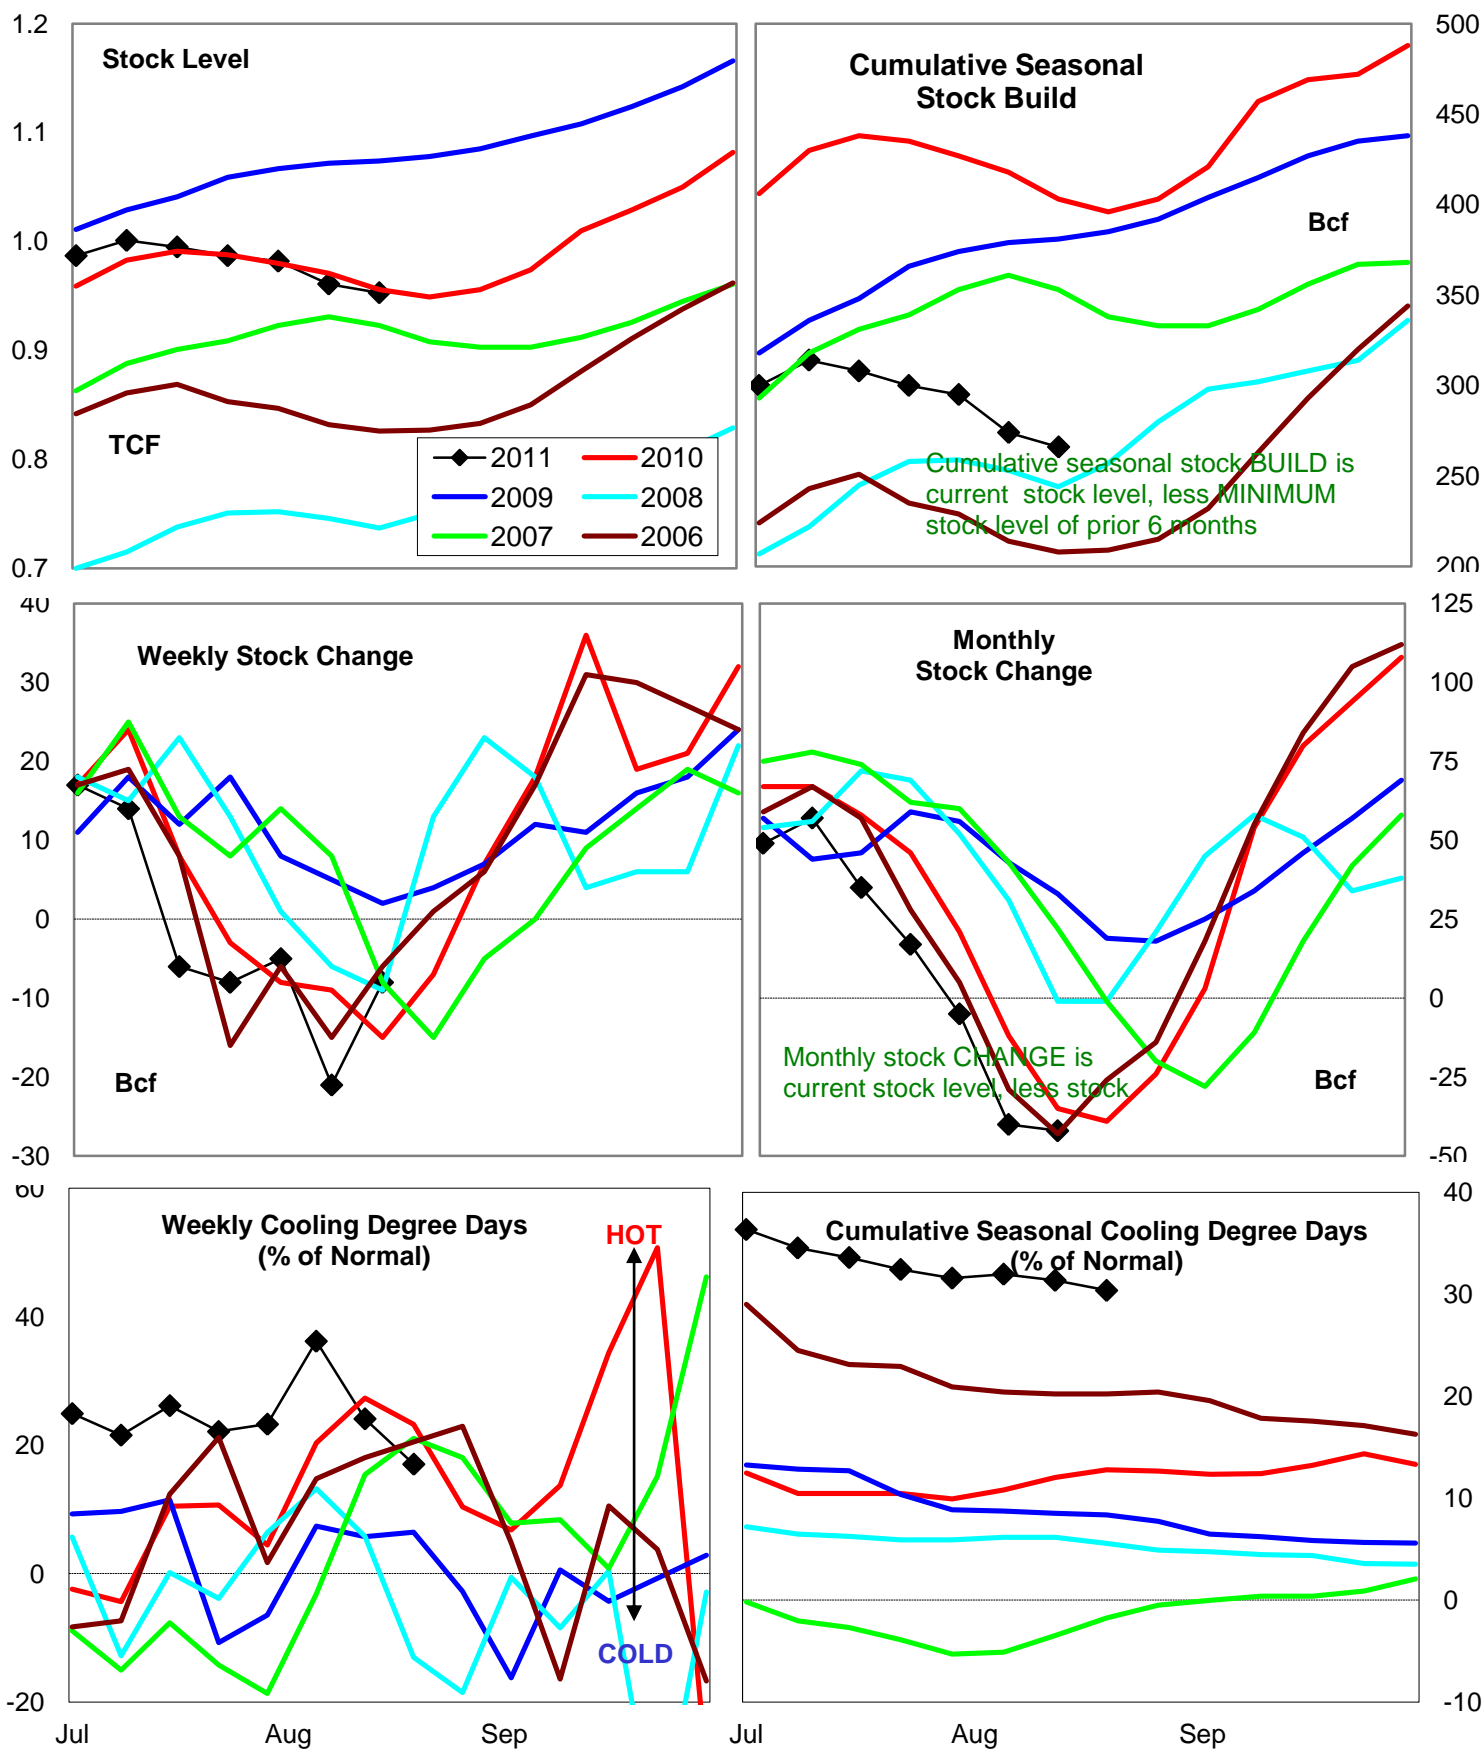 1.2
1.1
1.0
0.9
0.8
0.7
Stock Level
TCF
2011
2010
2009
2008
2007
2006
Cumulative Seasonal
Stock Build
Bcf
500
450
400
350
300
250
200
Cumulative seasonal stock BUILD is
current stock level, less MINIMUM
stock level of prior 6 months
40
30
20
10
0
-10
-20
-30
Weekly Stock Change
Bcf
Monthly
Stock Change
125
100
75
50
25
0
-25
-50
Monthly stock CHANGE is
current stock level, less stock
Bcf
60
40
20
0
-20
Weekly Cooling Degree Days
(% of Normal)
HOT
COLD
Jul
Aug
Sep
Cumulative Seasonal Cooling Degree Days
(% of Normal)
40
30
20
10
0
-10
Jul
Aug
Sep